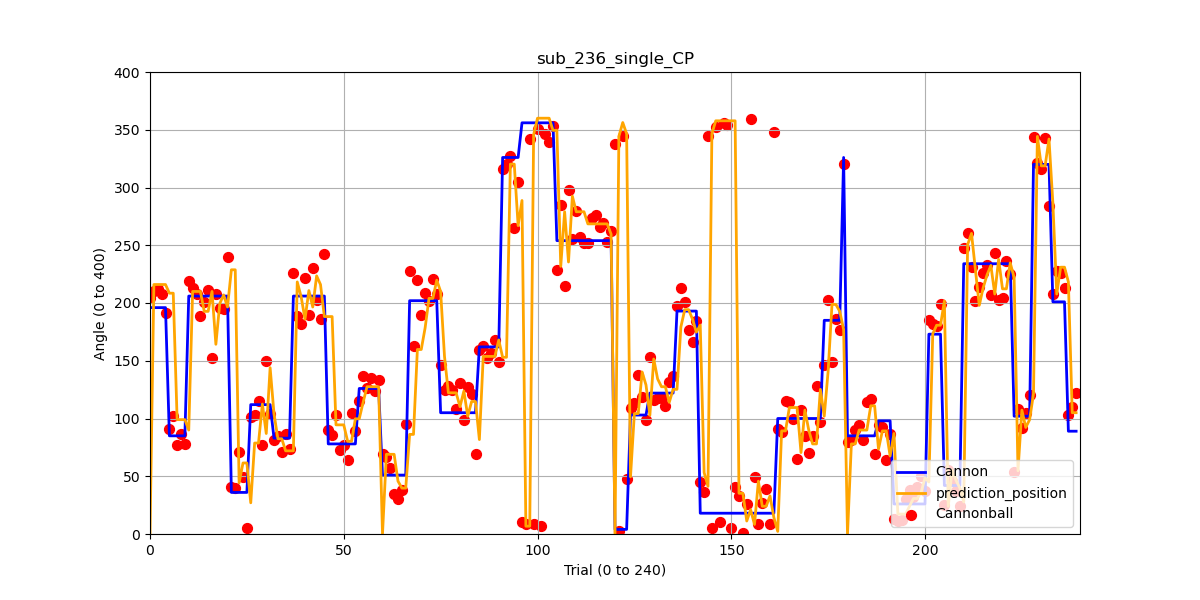 sub_236_single_CP
400
350
300
250
200
150
100
50
0
Angle (0 to 400)
0 50 100 150 200
Trial (0 to 240)
Cannon
prediction_position
Cannonball